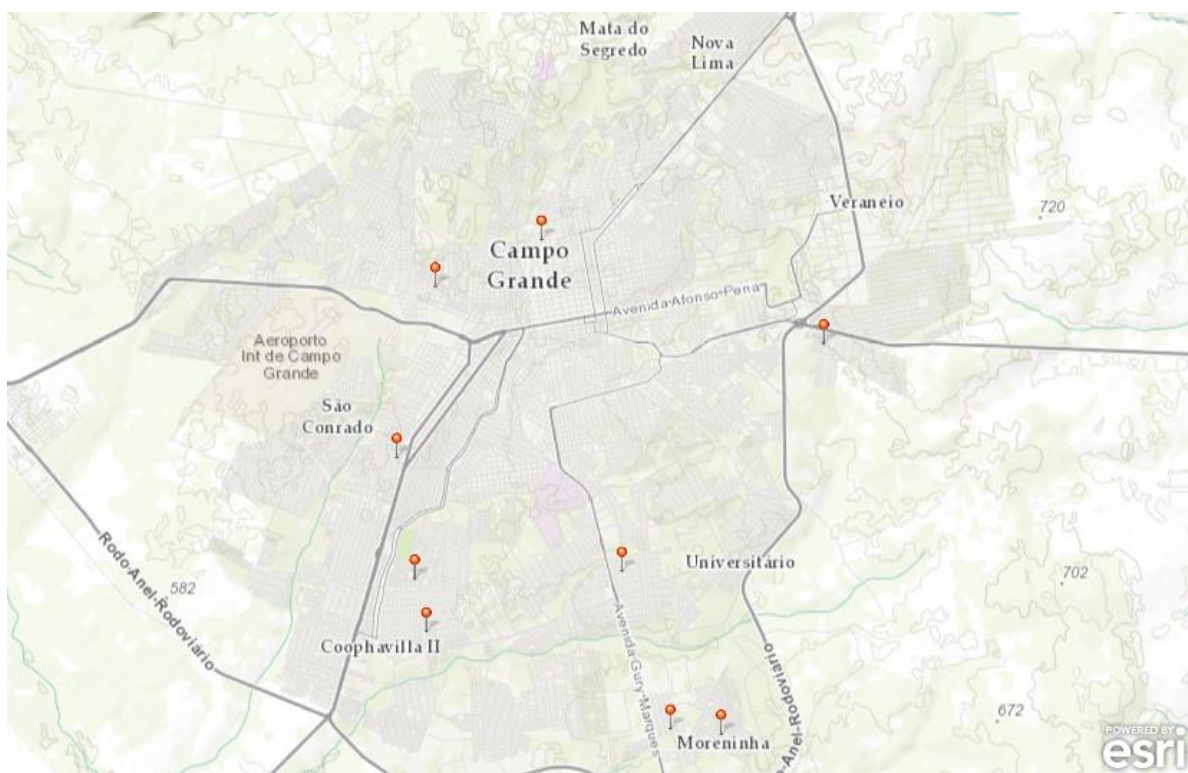 Mata do
Segredo
Nova
Lima
Veraneio
720
Campo
Grande
Avenida-Afonso-Pena
Aeroporto
Int de Campo
Grande
São
Conrado
Rodo-Anel-Rodoviário
582
Universitário
702
Coophavilla II
Avenida-Gury-Marques
o-Anel-Rodoviario
672
Moreninha
POWERED BY
esri